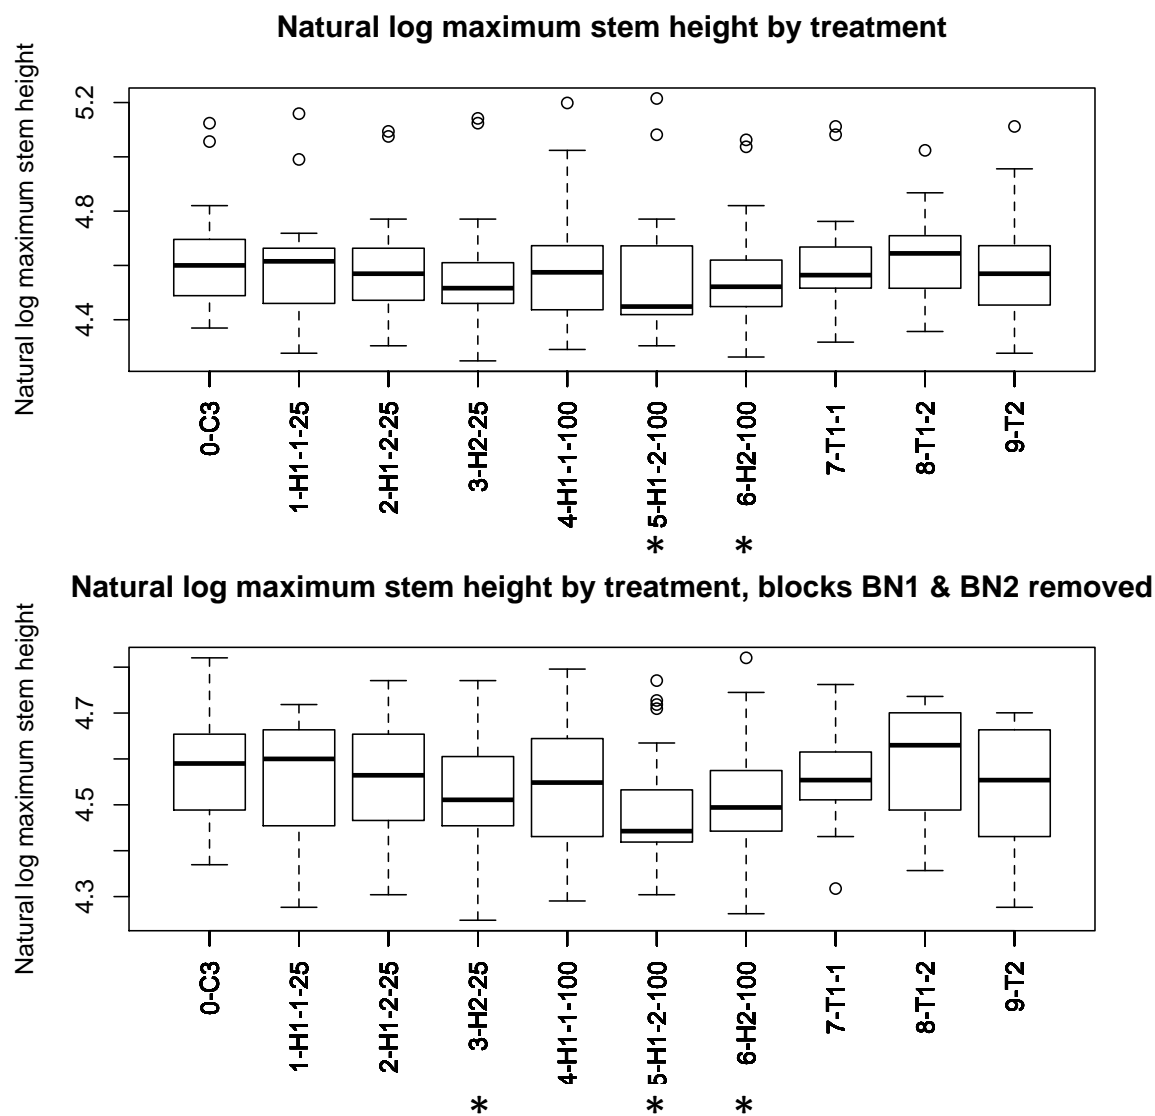 Natural log maximum stem height by treatment
Natural log maximum stem height
5.2
4.8
4.4
0-C3
1-H1-1-25
2-H1-2-25
3-H2-25
4-H1-1-100
5-H1-2-100
6-H2-100
7-T1-1
8-T1-2
9-T2
* *
Natural log maximum stem height by treatment, blocks BN1 & BN2 removed
Natural log maximum stem height
4.7
4.5
4.3
0-C3
1-H1-1-25
2-H1-2-25
3-H2-25
4-H1-1-100
5-H1-2-100
6-H2-100
7-T1-1
8-T1-2
9-T2
* * *